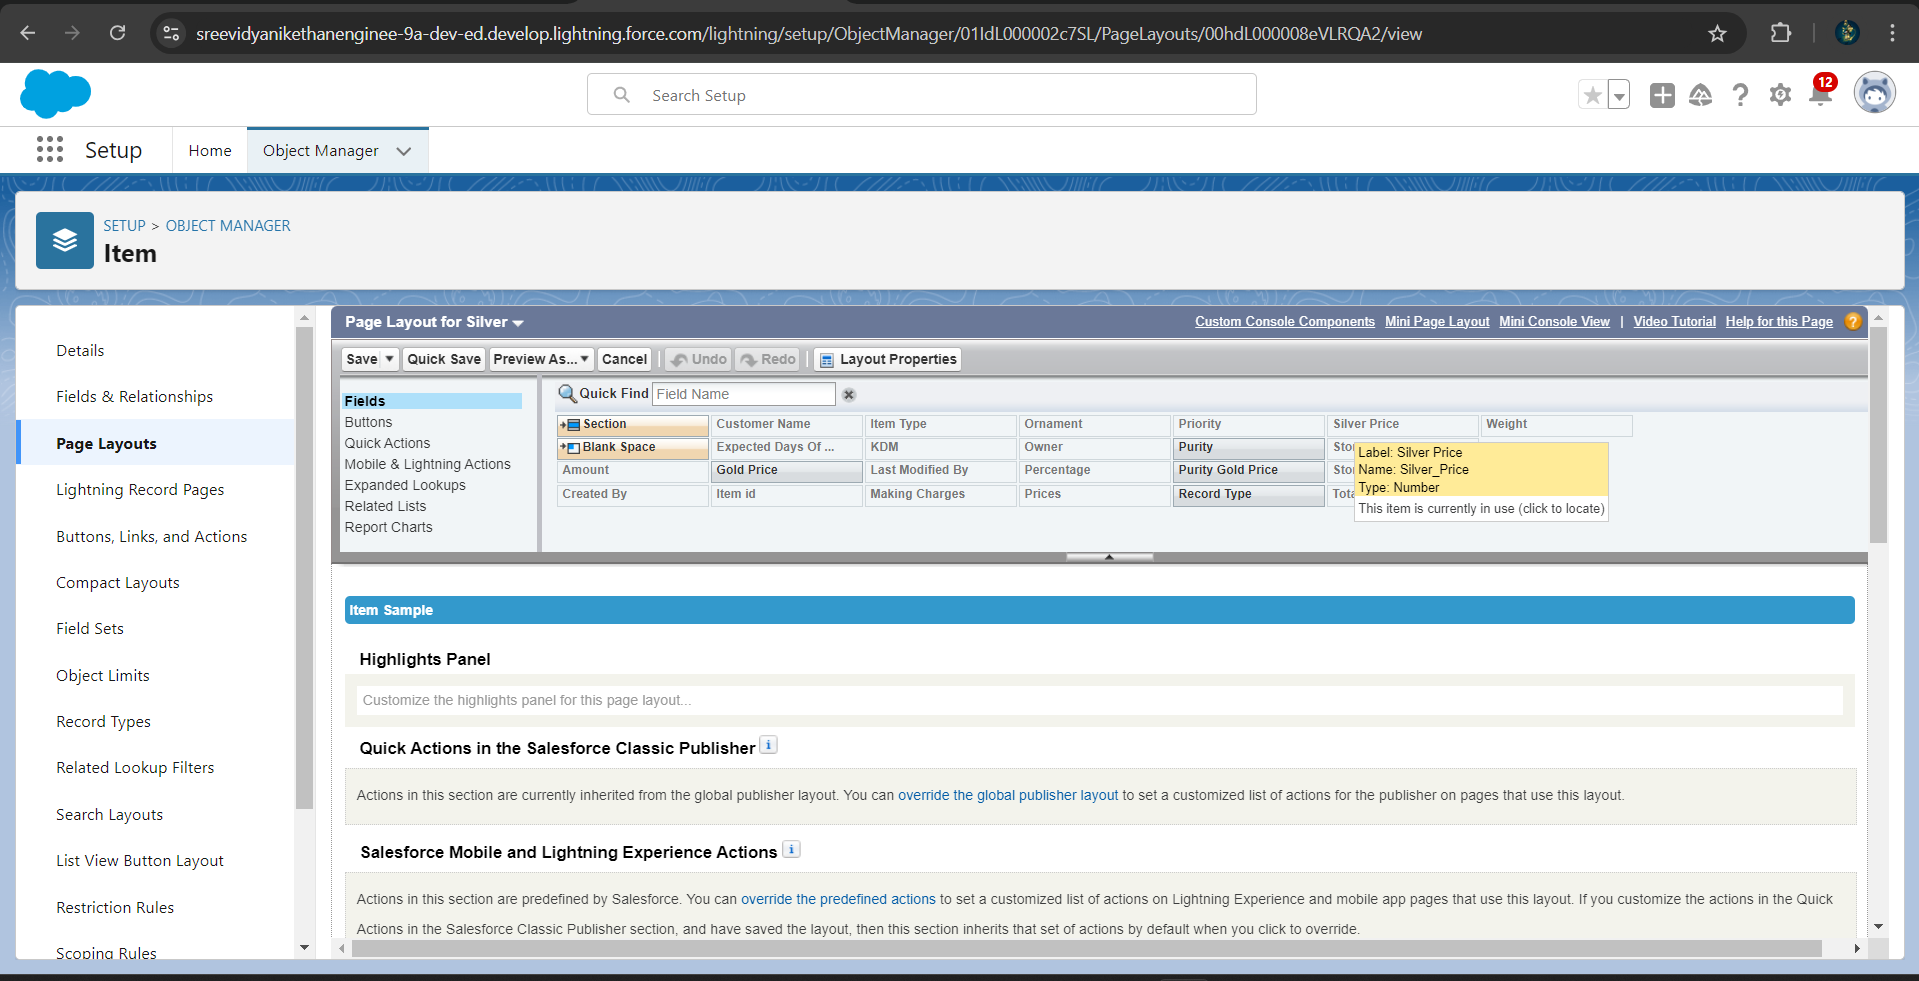 sreevidyanikethanenginee-9a-dev-ed.develop.lightning.force.com/lightning/setup/ObjectManager/01IdL000002c7SL/PageLayouts/00hdL000008eVLRQA2/view
Search Setup
12
Setup
Home
Object Manager
SETUP > OBJECT MANAGER
Item
Details
Fields & Relationships
Page Layouts
Lightning Record Pages
Buttons, Links, and Actions
Compact Layouts
Field Sets
Object Limits
Record Types
Related Lookup Filters
Search Layouts
List View Button Layout
Restriction Rules
Scoping Rules
Page Layout for Silver
Custom Console Components Mini Page Layout Mini Console View | Video Tutorial Help for this Page
Save Quick Save Preview As... Cancel Undo Redo Layout Properties
Fields
Buttons
Quick Actions
Mobile & Lightning Actions
Expanded Lookups
Related Lists
Report Charts
Quick Find Field Name
Section Customer Name Item Type Ornament Priority Silver Price Weight
Blank Space Expected Days Of ... KDM Owner Purity Sto
Amount Gold Price Last Modified By Percentage Purity Gold Price Sto
Created By Item id Making Charges Prices Record Type Tota
Label: Silver Price
Name: Silver_Price
Type: Number
This item is currently in use (click to locate)
Item Sample
Highlights Panel
Customize the highlights panel for this page layout...
Quick Actions in the Salesforce Classic Publisher
Actions in this section are currently inherited from the global publisher layout. You can override the global publisher layout to set a customized list of actions for the publisher on pages that use this layout.
Salesforce Mobile and Lightning Experience Actions
Actions in this section are predefined by Salesforce. You can override the predefined actions to set a customized list of actions on Lightning Experience and mobile app pages that use this layout. If you customize the actions in the Quick
Actions in the Salesforce Classic Publisher section, and have saved the layout, then this section inherits that set of actions by default when you click to override.